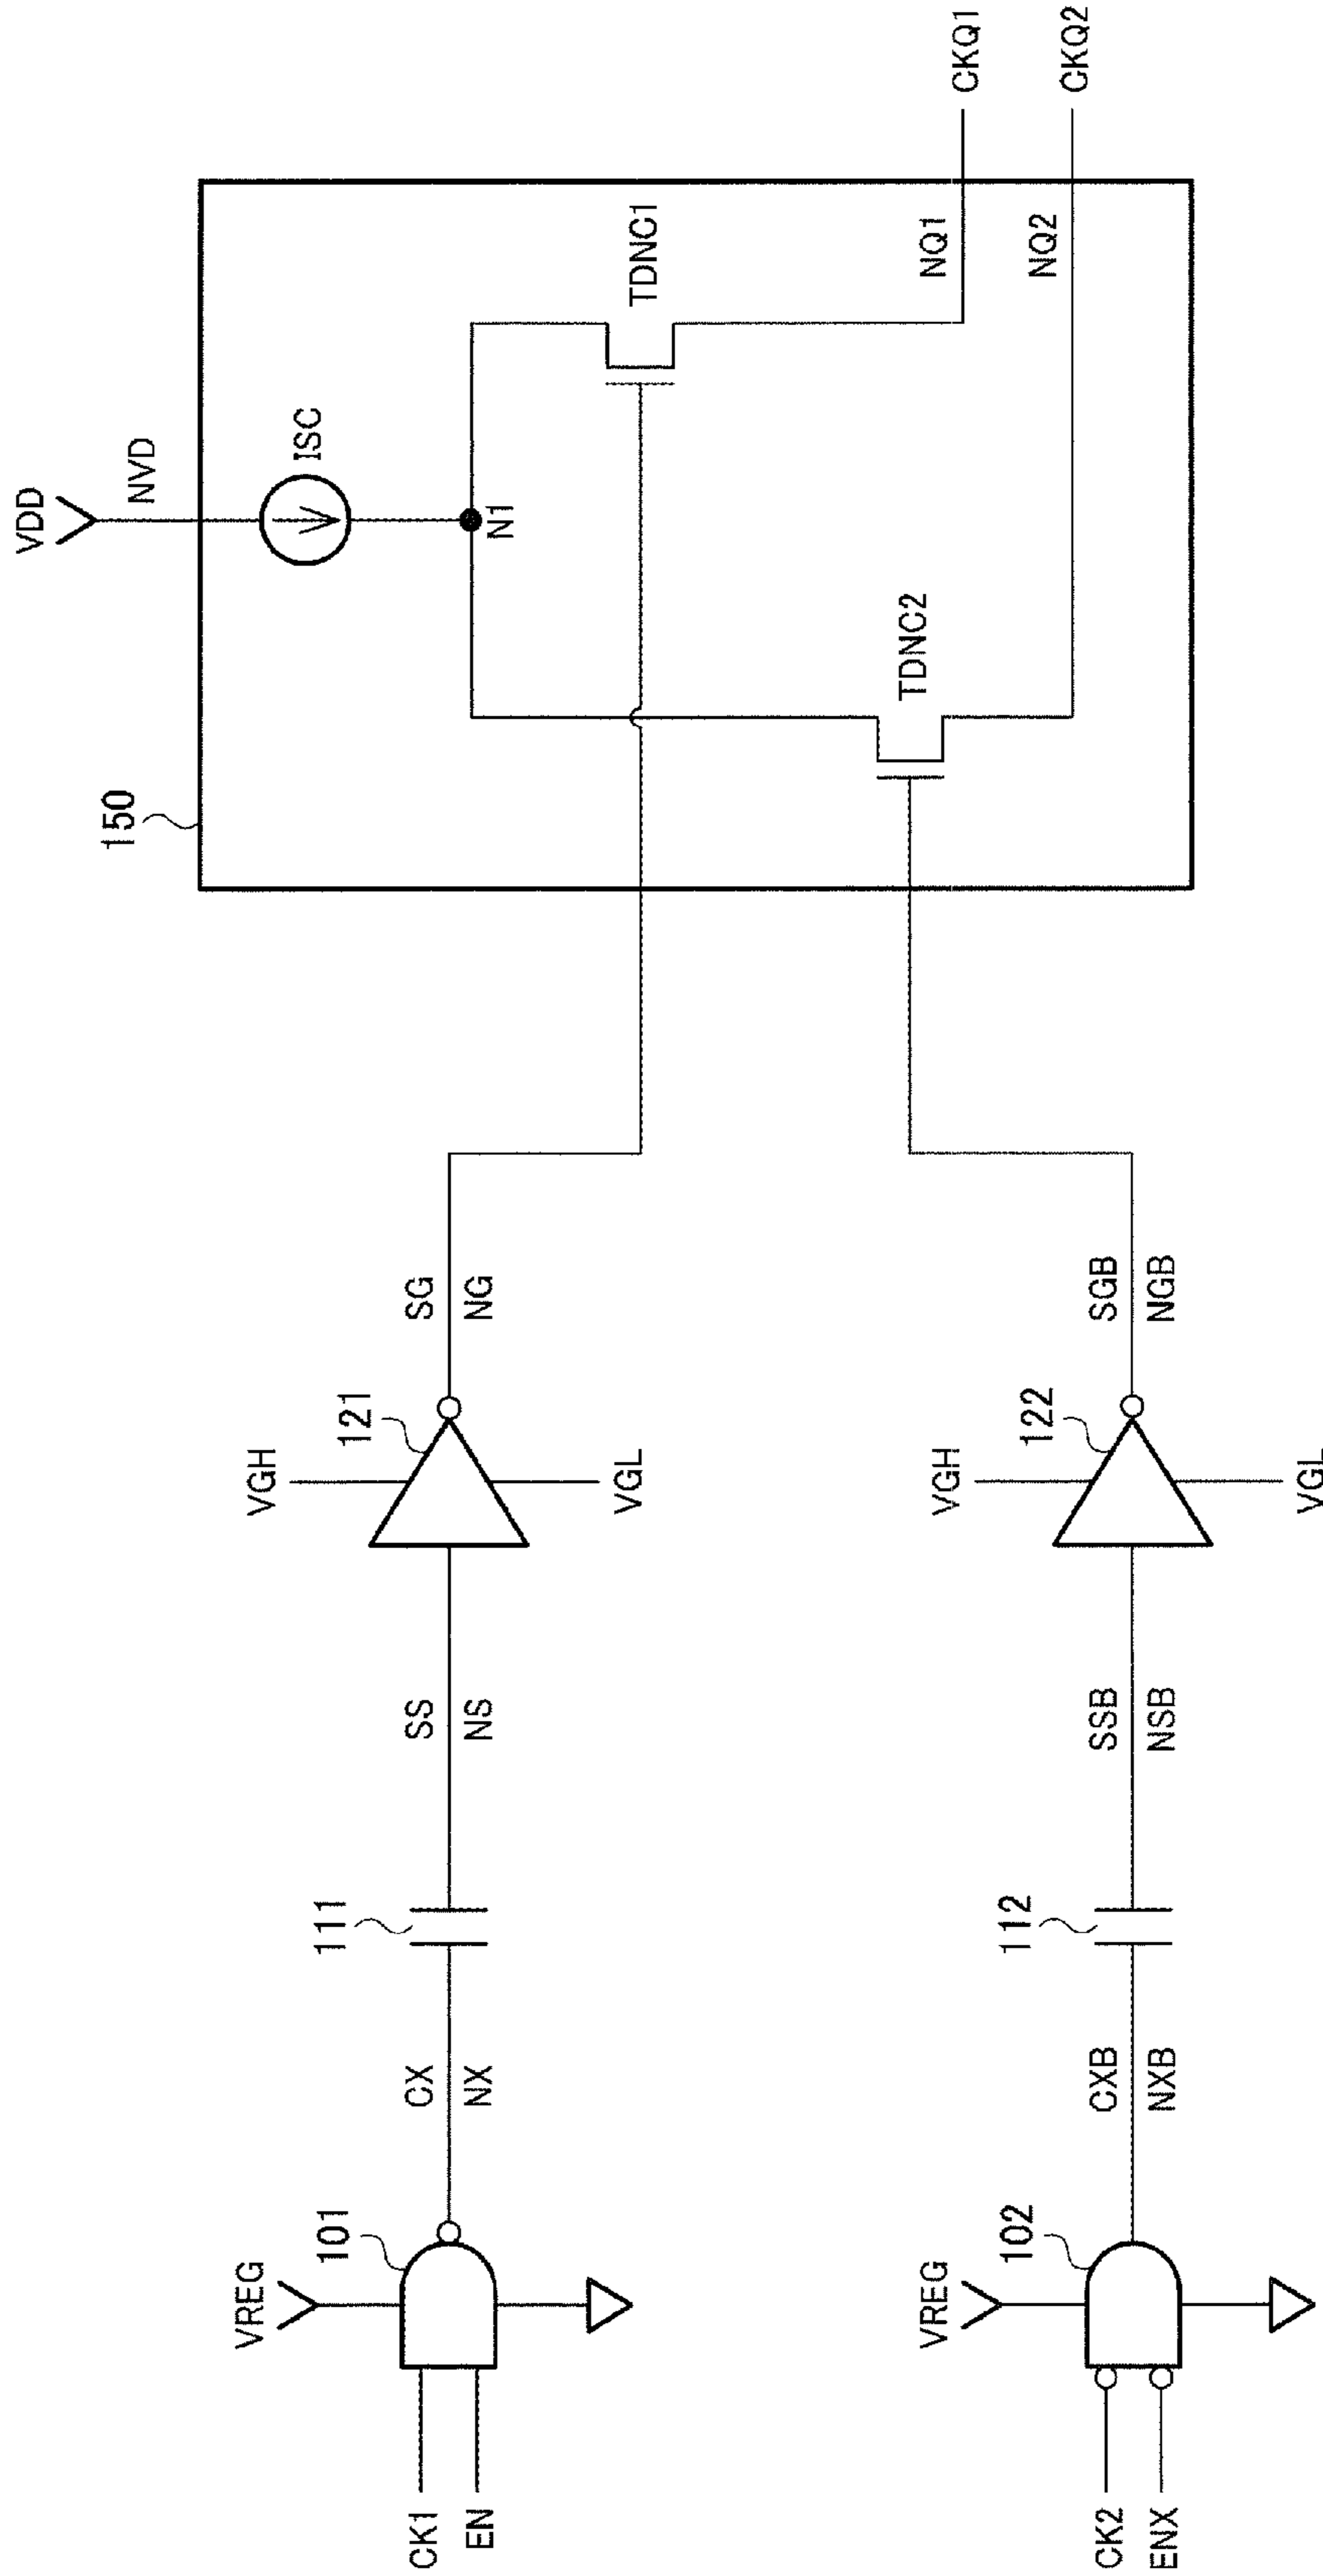 VDD
NVD
150
ISC
N1
TDNC1
TDNC2
NQ1
CKQ1
NQ2
CKQ2
VREG
101
CK1
EN
CX
NX
111
SS
NS
VGH
121
VGL
SG
NG
VREG
102
CK2
ENX
CXB
NXB
112
SSB
NSB
VGH
122
VGL
SGB
NGB